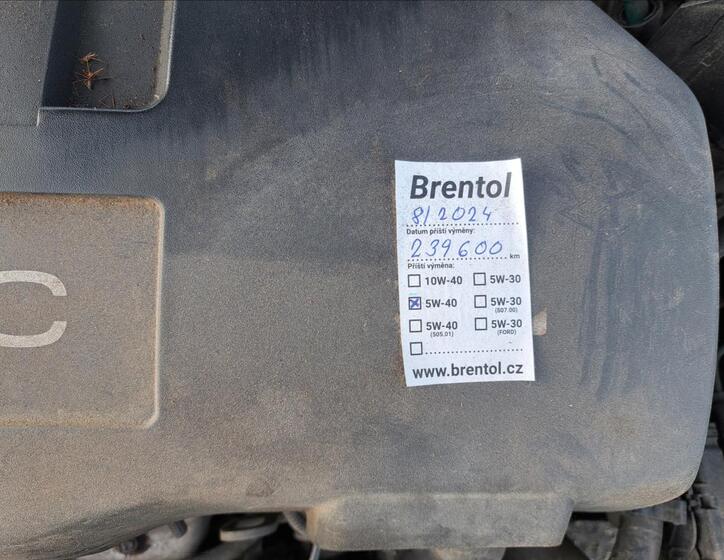 Brentol
8/2024
Datum příští výměny:
239600 km
Příští výměna:
10W-40 5W-30
5W-40 5W-30
(507.00)
5W-40 5W-30
(505.01) (FORD)
www.brentol.cz
C